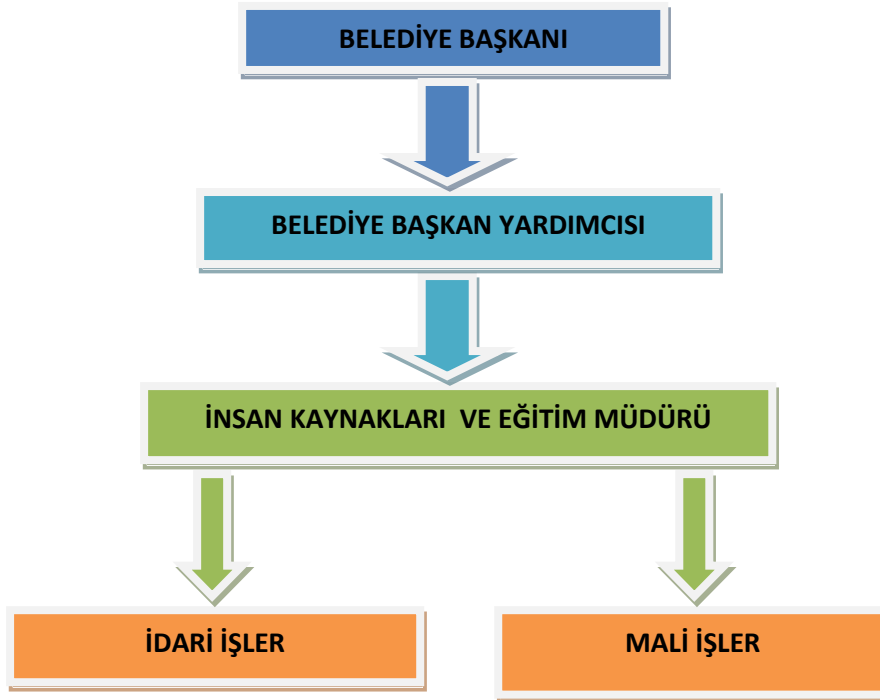 BELEDİYE BAŞKANI
BELEDİYE BAŞKAN YARDIMCISI
İNSAN KAYNAKLARI  VE EĞİTİM MÜDÜRÜ
İDARİ İŞLER
MALİ İŞLER